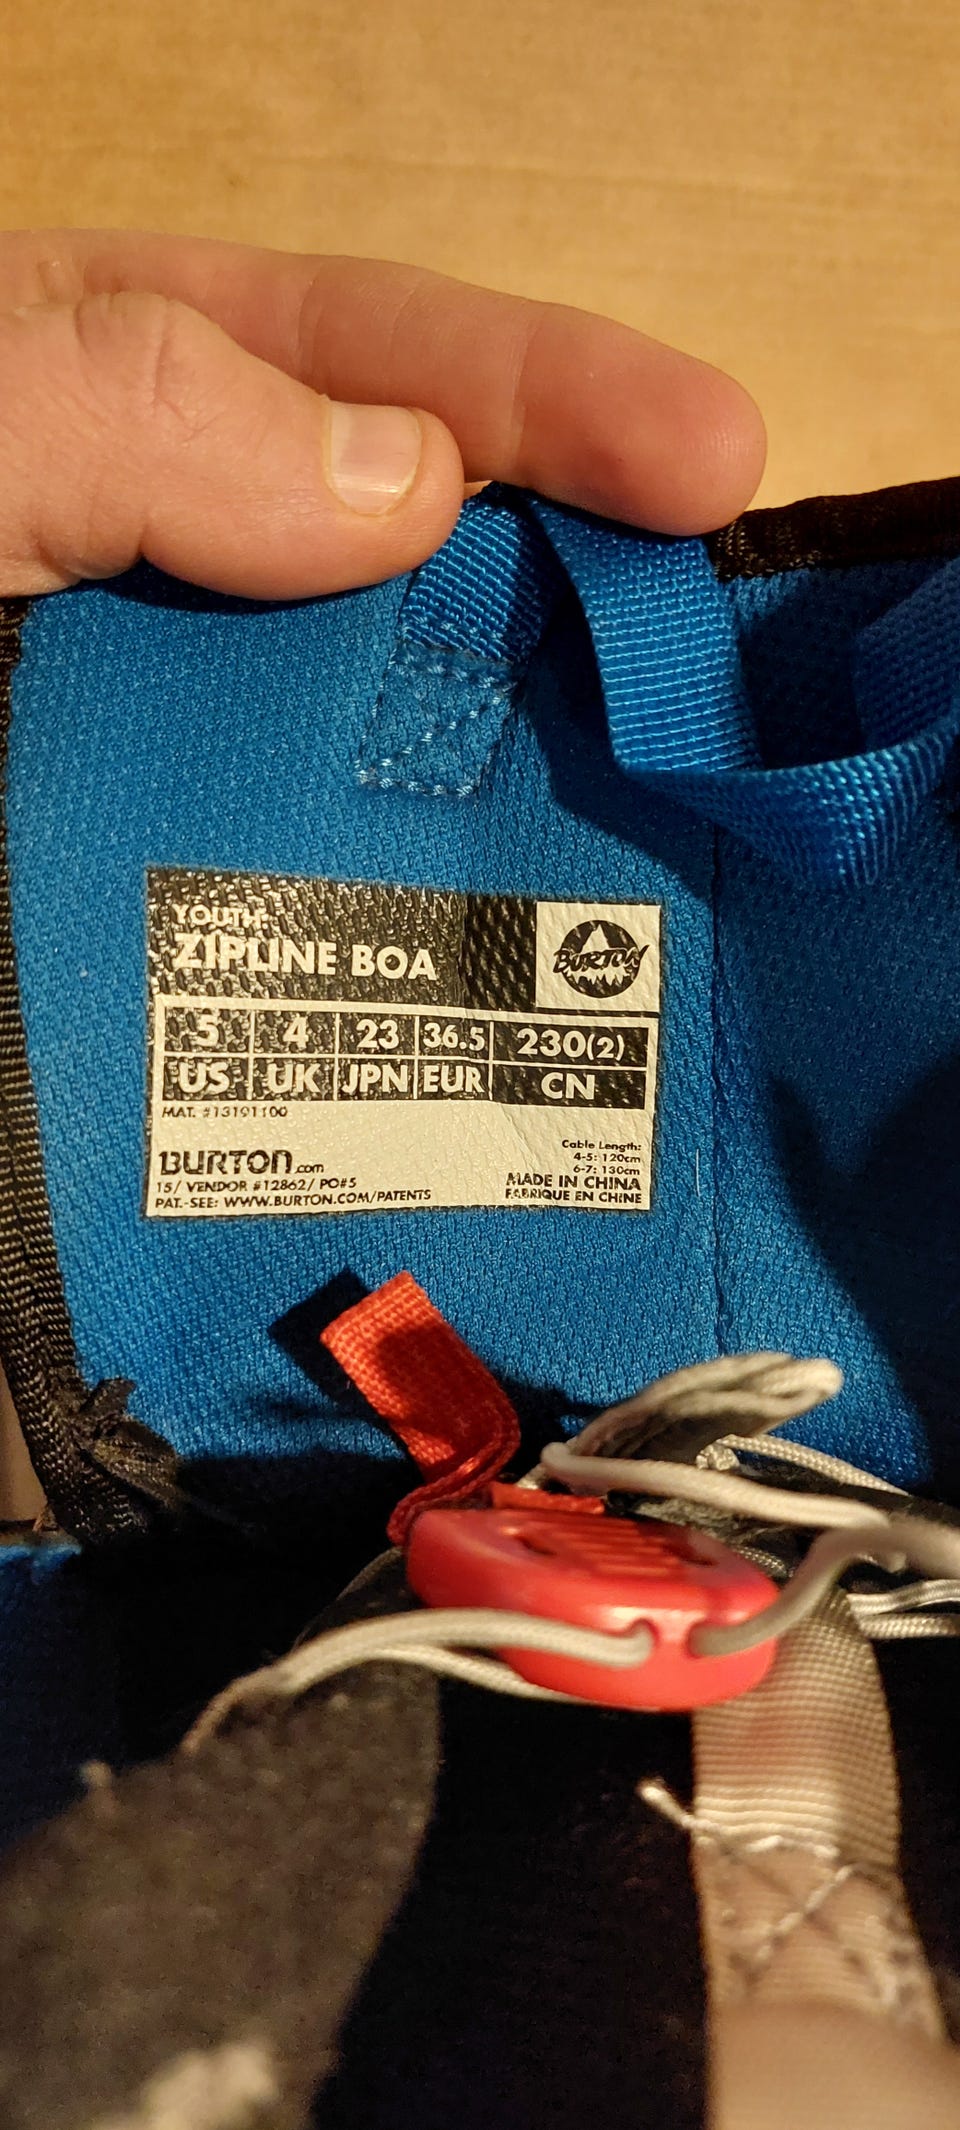 YOUTH:
ZIPLINE BOA
BURTON
5 4 23 36.5 230(2)
US UK JPN EUR CN
MAT. #13191100
BURTON.com
15/ VENDOR #12862/ PO#5
PAT.-SEE: WWW.BURTON.COM/PATENTS
Cable Length:
4-5: 120cm
6-7: 130cm
MADE IN CHINA
FABRIQUE EN CHINE